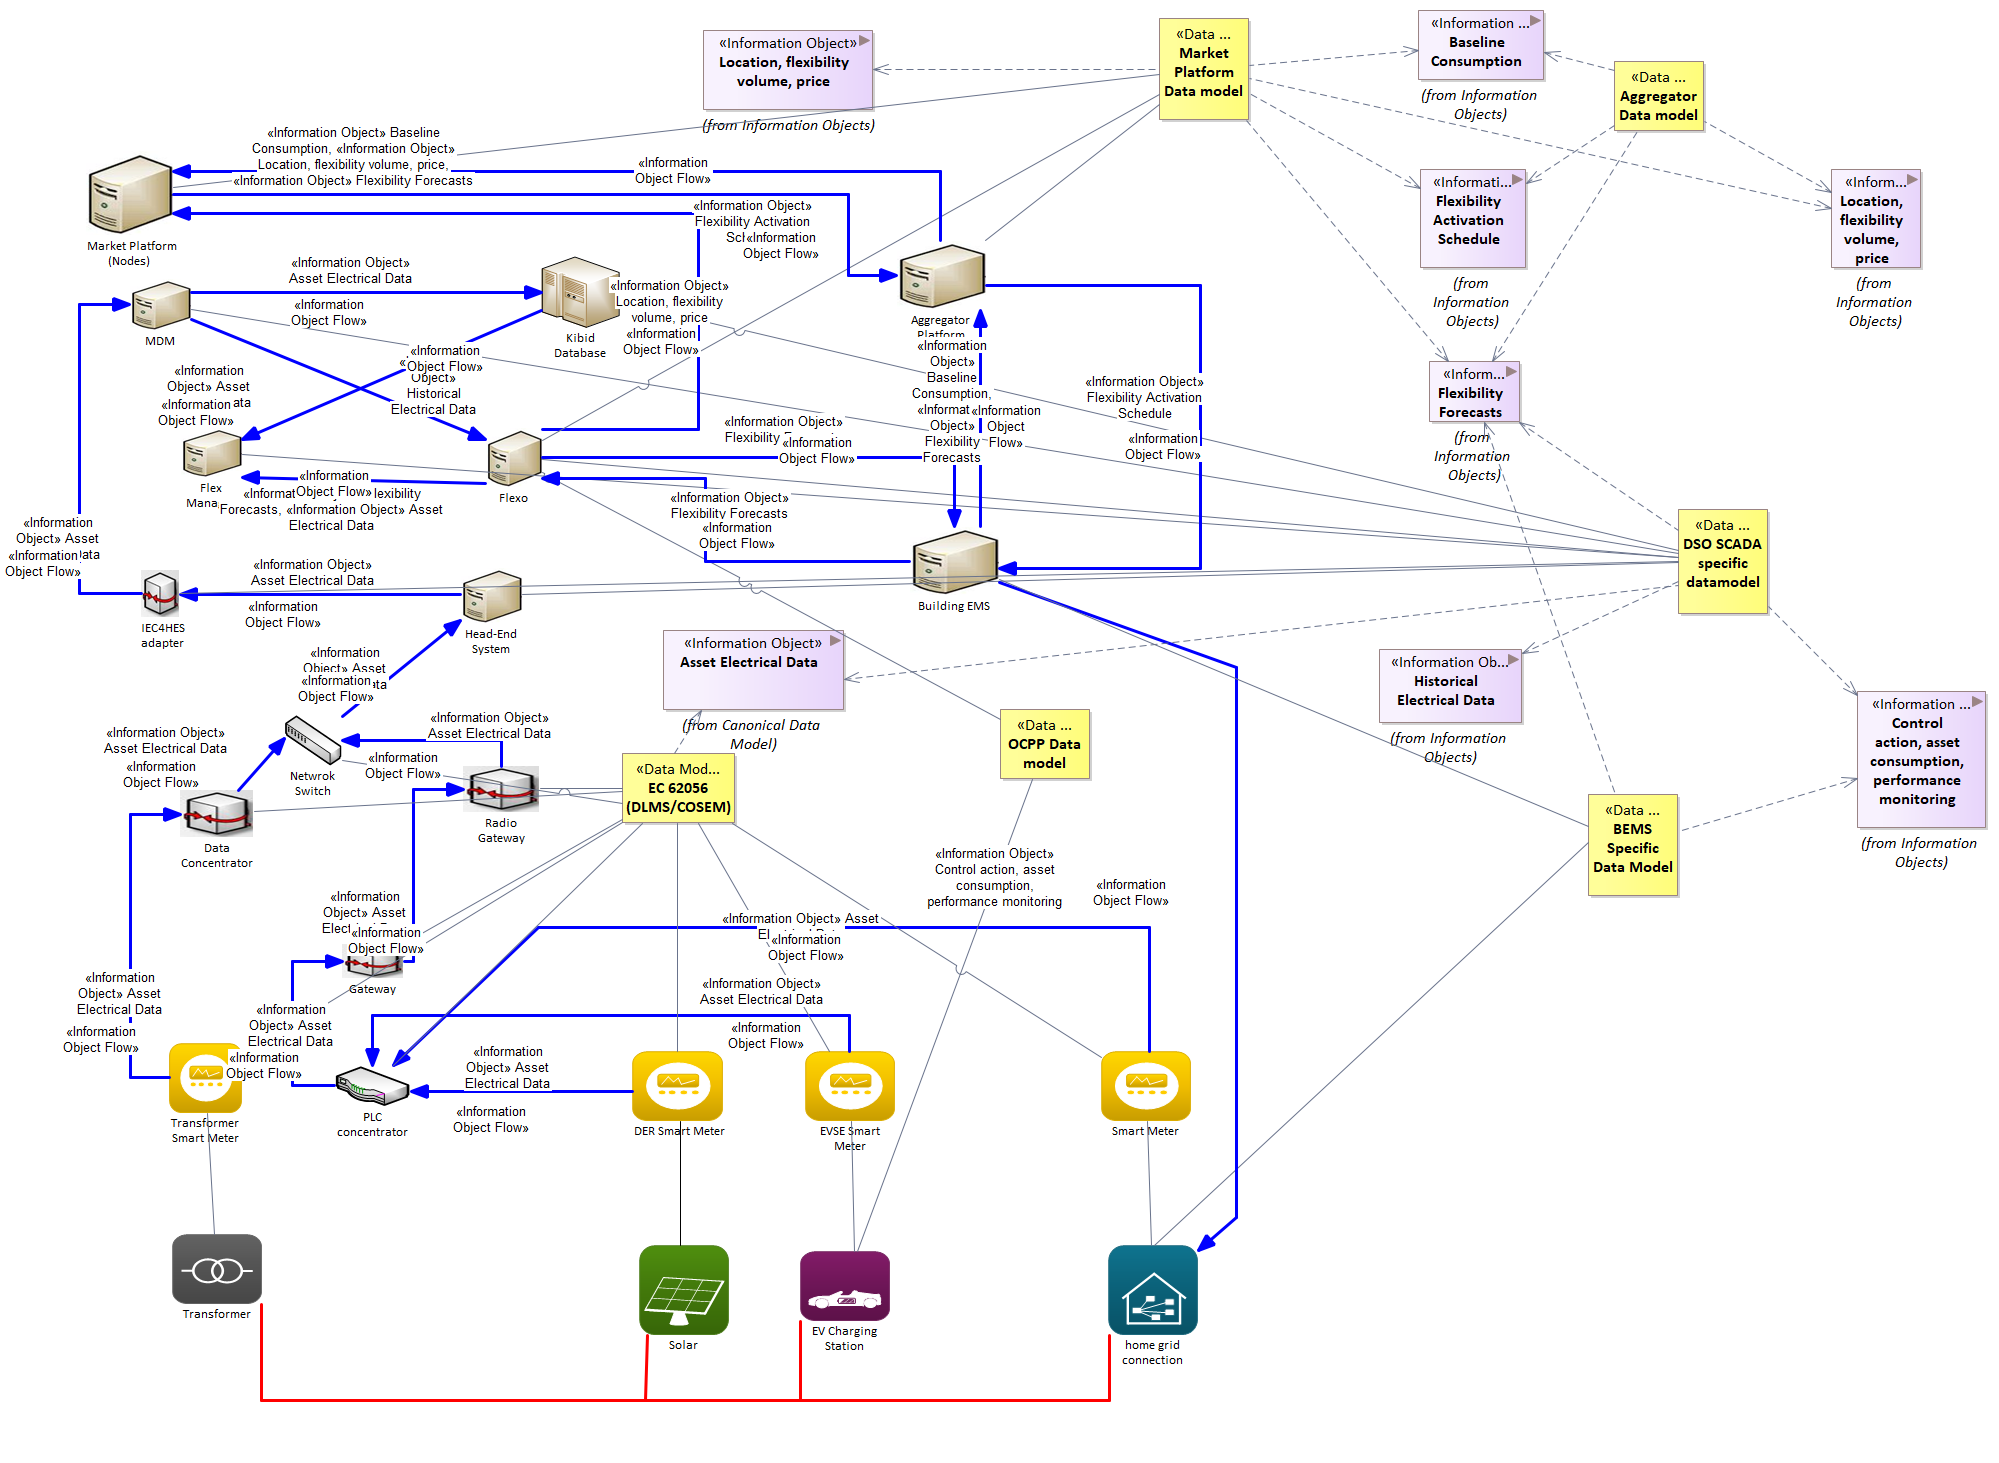 «Information Object»
Location, flexibility
volume, price
(from Information Objects)
«Data ...
Market
Platform
Data model
«Information ...
Baseline
Consumption
(from Information
Objects)
«Data ...
Aggregator
Data model
«Information Object» Baseline
Consumption, «Information Object»
Location, flexibility volume, price,
«Information Object» Flexibility Forecasts
«Information
Object Flow»
Market Platform
(Nodes)
«Information Object»
Flexibility Activation
«Information
Object Flow»
«Informati...
Flexibility
Activation
Schedule
(from
Information
Objects)
«Inform...
Location,
flexibility
volume,
price
(from
Information
Objects)
«Information Object»
Asset Electrical Data
«Information
Object Flow»
MDM
Kibid
Database
«Information Object»
Location, flexibility
volume, price
«Information
Object Flow»
Aggregator
Platform
«Information
Object»
Baseline
Consumption,
Object»
Flexibility
Forecasts
«Information
Object
Flow»
«Information Object»
Flexibility Activation
Schedule
«Information
Object Flow»
«Inform...
Flexibility
Forecasts
(from
Information
Objects)
«Information
Object» Asset
«Information
Object Flow»
«Information
Object Flow»
Object»
Historical
Electrical Data
Flex
Flexo
«Information
Object Flow»
Forecasts, «Information Object» Asset
Electrical Data
«Information Object»
«Information
Object Flow»
«Information Object»
Flexibility Forecasts
«Information
Object Flow»
Building EMS
«Data ...
DSO SCADA
specific
datamodel
«Information
Object» Asset
«Information
Object Flow»
«Information Object»
Asset Electrical Data
«Information
Object Flow»
IEC4HES
adapter
Head-End
System
«Information
Object» Asset
«Information
Object Flow»
«Information Object»
Asset Electrical Data
(from Canonical Data
Model)
«Information Ob...
Historical
Electrical Data
(from Information
Objects)
«Information ...
Control
action, asset
consumption,
performance
monitoring
(from Information
Objects)
«Information Object»
Asset Electrical Data
«Information
Object Flow»
Netwrok
Switch
«Information Object»
Asset Electrical Data
«Information
Object Flow»
Radio
Gateway
Data
Concentrator
«Data Mod...
EC 62056
(DLMS/COSEM)
«Data ...
OCPP Data
model
«Data ...
BEMS
Specific
Data Model
«Information Object»
Control action, asset
consumption,
performance monitoring
«Information
Object Flow»
«Information
Object» Asset
«Information
Object Flow»
Gateway
«Information Object» Asset
«Information
Object Flow»
«Information Object»
Asset Electrical Data
«Information
Object Flow»
«Information
Object» Asset
Electrical Data
«Information
Object Flow»
«Information
Object» Asset
Electrical Data
«Information
Object Flow»
«Information
Object» Asset
Electrical Data
«Information
Object Flow»
Transformer
Smart Meter
PLC
concentrator
DER Smart Meter
EVSE Smart
Meter
Smart Meter
Transformer
Solar
EV Charging
Station
home grid
connection